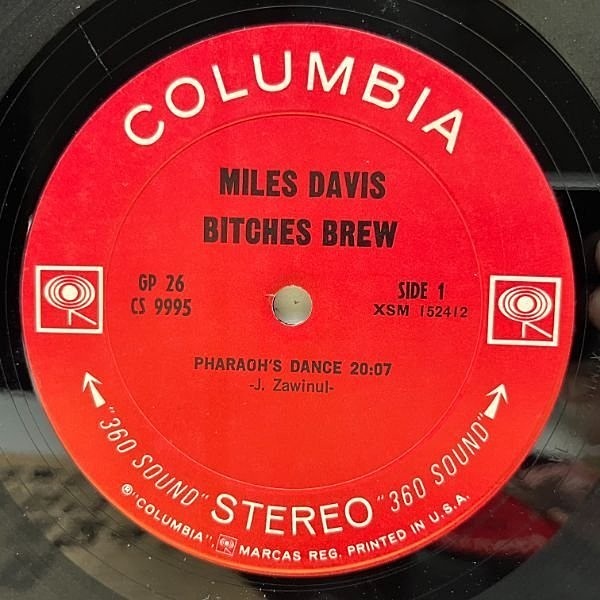 COLUMBIA
MILES DAVIS
BITCHES BREW
GP 26
CS 9995
SIDE 1
XSM 152412
PHARAOH'S DANCE 20:07
-J. Zawinul-
"360 SOUND" STEREO "360 SOUND"
®"COLUMBIA", MARCAS REG. PRINTED IN U.S.A.